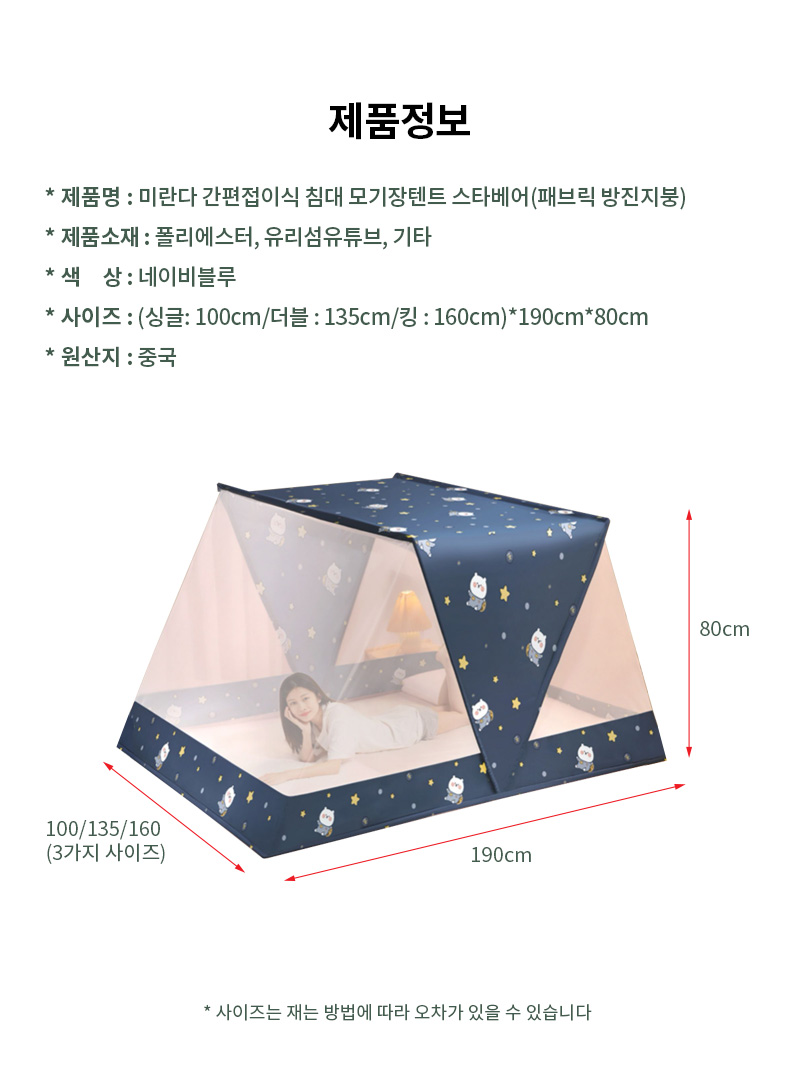 제품정보
* 제품명 : 미란다 간편접이식 침대 모기장텐트 스타베어(패브릭 방진지붕)
* 제품소재 : 폴리에스터, 유리섬유튜브, 기타
* 색 상 : 네이비블루
* 사이즈 : (싱글: 100cm/더블 : 135cm/킹 : 160cm)*190cm*80cm
* 원산지 : 중국
80cm
100/135/160
(3가지 사이즈)
190cm
* 사이즈는 재는 방법에 따라 오차가 있을 수 있습니다